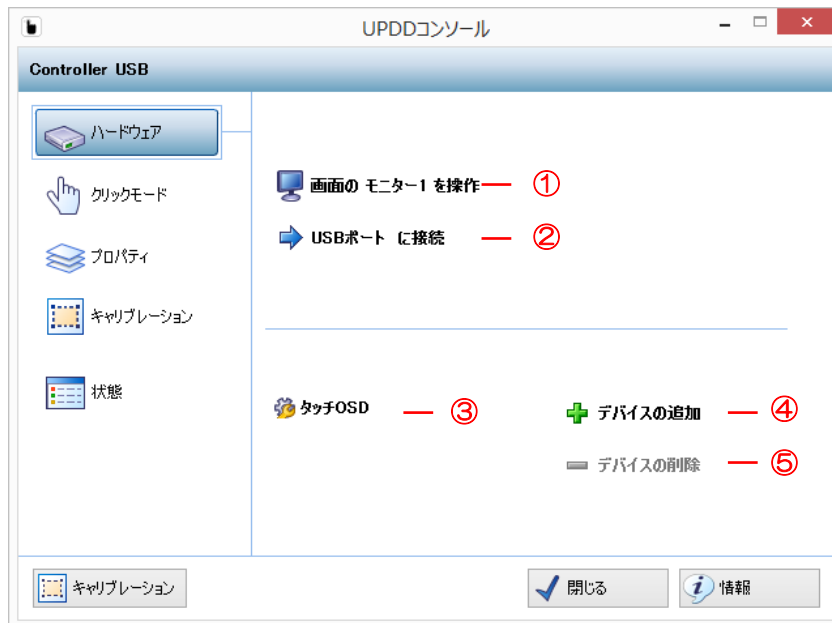 UPDDコンソール
Controller USB
ハードウェア
クリックモード
プロパティ
キャリブレーション
状態
画面の モニター1 を操作 ①
USBポート に接続 ②
タッチOSD ③
デバイスの追加 ④
デバイスの削除 ⑤
キャリブレーション
閉じる
情報